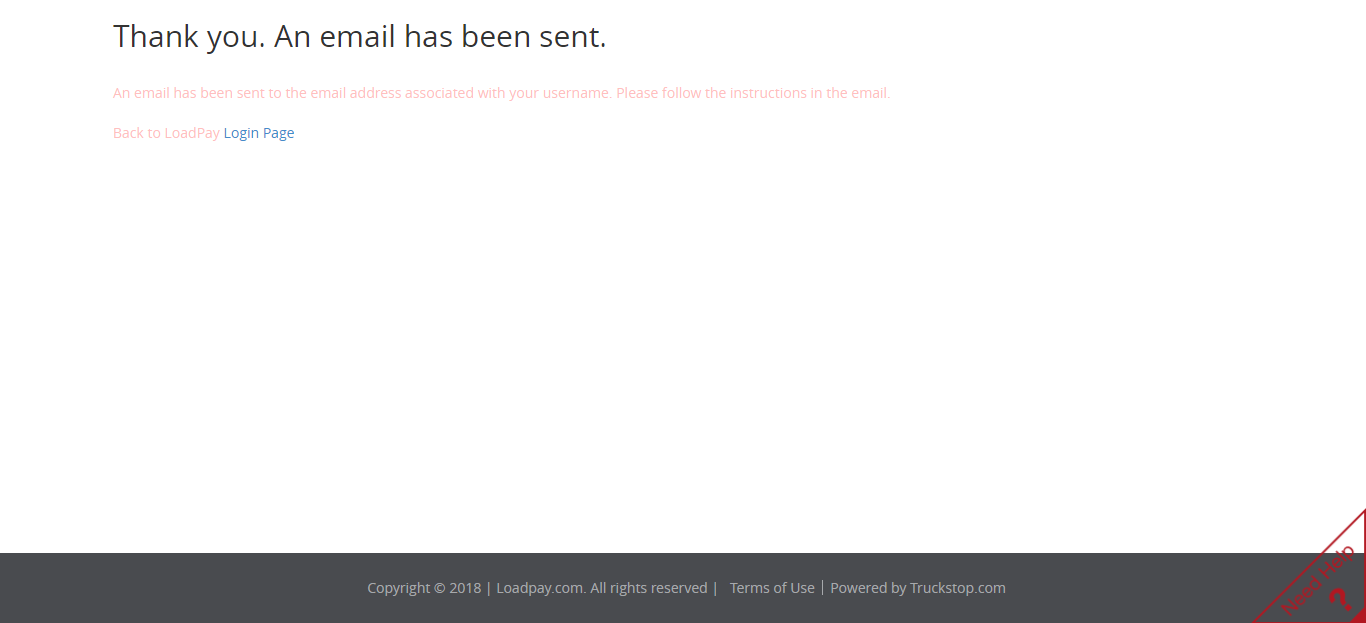 Thank you. An email has been sent.
An email has been sent to the email address associated with your username. Please follow the instructions in the email.
Back to LoadPay Login Page
Copyright © 2018 | Loadpay.com. All rights reserved | Terms of Use | Powered by Truckstop.com
Need Help
?